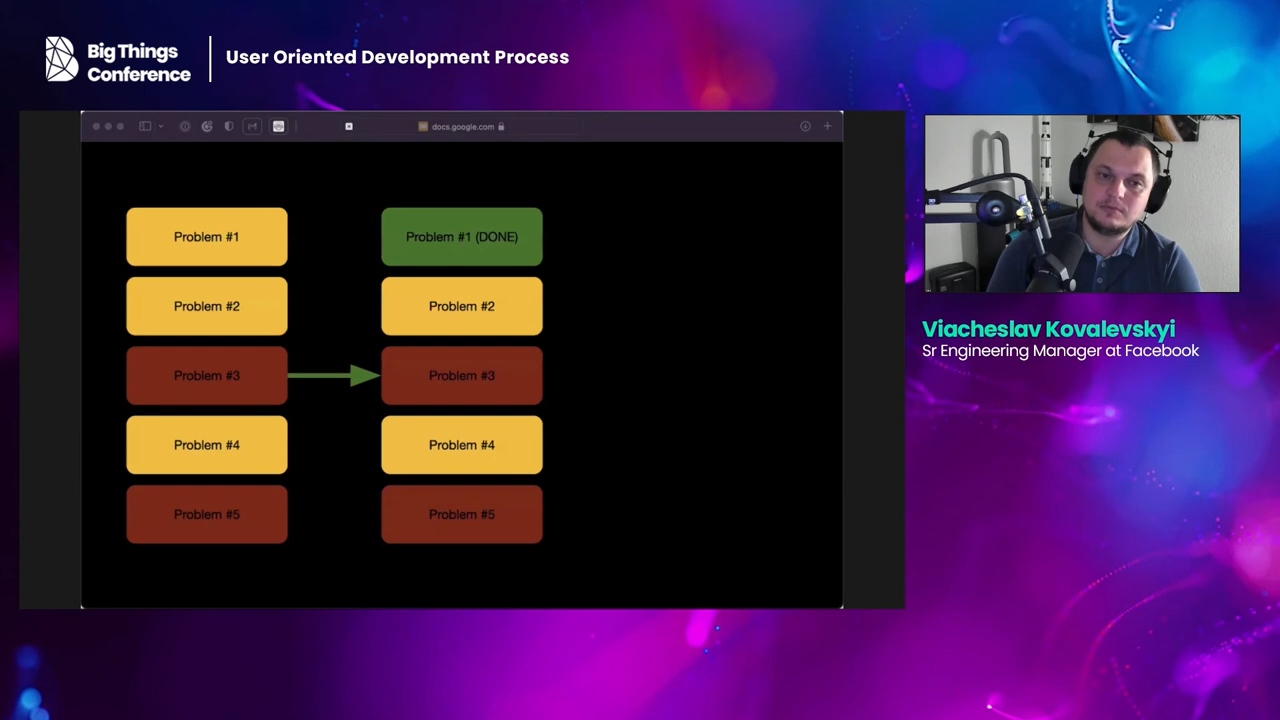 Big Things
Conference
User Oriented Development Process
docs.google.com
Problem #1
Problem #1 (DONE)
Problem #2
Problem #2
Problem #3
Problem #3
Problem #4
Problem #4
Problem #5
Problem #5
Viacheslav Kovalevskyi
Sr Engineering Manager at Facebook